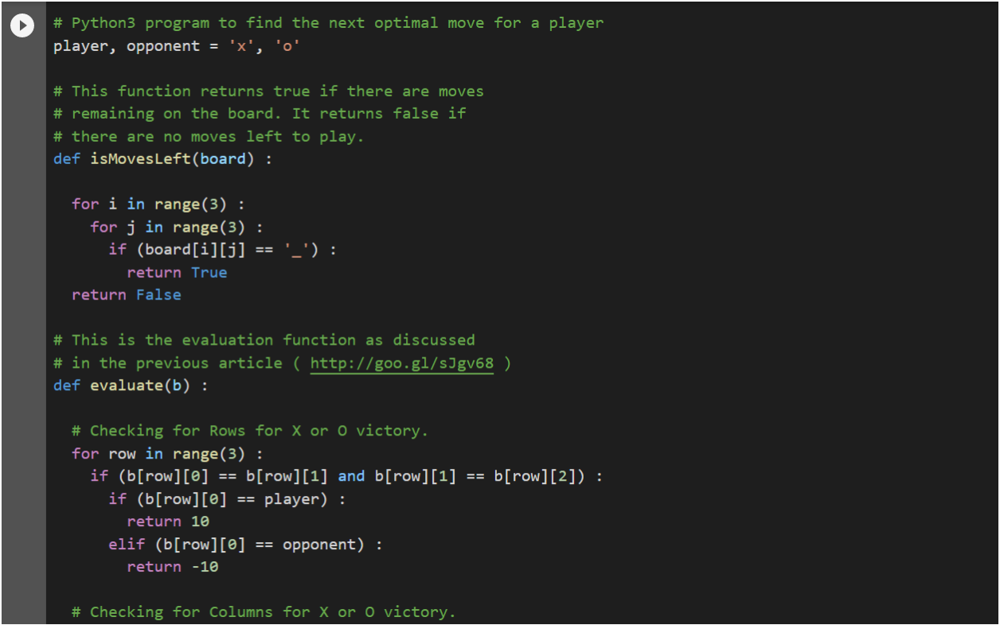 # Python3 program to find the next optimal move for a player
player, opponent = 'x', 'o'

# This function returns true if there are moves
# remaining on the board. It returns false if
# there are no moves left to play.
def isMovesLeft(board) :

  for i in range(3) :
    for j in range(3) :
      if (board[i][j] == '_') :
        return True
  return False

# This is the evaluation function as discussed
# in the previous article ( http://goo.gl/sJgv68 )
def evaluate(b) :

  # Checking for Rows for X or O victory.
  for row in range(3) :
    if (b[row][0] == b[row][1] and b[row][1] == b[row][2]) :
      if (b[row][0] == player) :
        return 10
      elif (b[row][0] == opponent) :
        return -10

  # Checking for Columns for X or O victory.